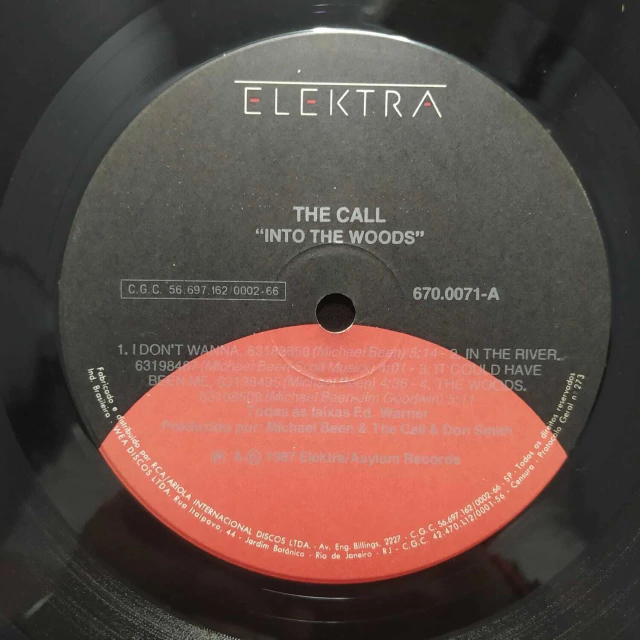 ELEKTRA
THE CALL
“INTO THE WOODS”
C.G.C. 56.697.162 0002-66
670.0071-A
1. I DON'T WANNA. (Michael Been) 5:14 - 2. IN THE RIVER.
(Michael Been 4:01 - 3. IT COULD HAVE
BEEN ME. 63198495 (Michael Been) 4:36 - 4. THE WOODS.
(Michael Been-Jim Goodwin) 5:11
Todas as faixas Ed. Warner
Produzido por: Michael Been & The Call & Don Smith
℗ & © 1987 Elektra/Asylum Records
Fabricado e distribuido por RCA/ARIOLA INTERNACIONAL DISCOS LTDA. - Av. Eng. Billings, 2227 - C.G.C. 56.697.162/0002-66 - SP - Todos os direitos reservados
Ind. Brasileira - WEA DISCOS LTDA. Rua Itaipava, 44 - Jardim Botânico - Rio de Janeiro - RJ - C.G.C. 42.470.112/0001-56 - Censura - Protocolo Geral nº 273